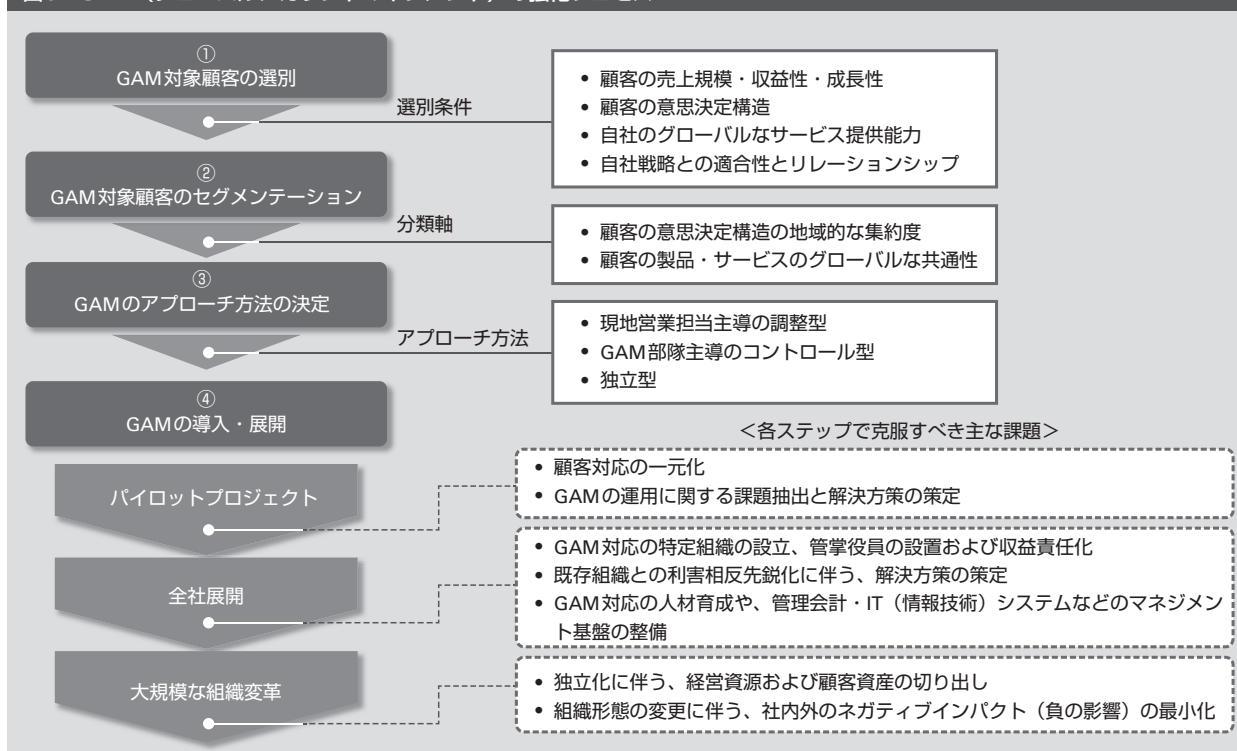 ①
GAM対象顧客の選別
選別条件
• 顧客の売上規模・収益性・成長性
• 顧客の意思決定構造
• 自社のグローバルなサービス提供能力
• 自社戦略との適合性とリレーションシップ
②
GAM対象顧客のセグメンテーション
分類軸
• 顧客の意思決定構造の地域的な集約度
• 顧客の製品・サービスのグローバルな共通性
③
GAMのアプローチ方法の決定
アプローチ方法
• 現地営業担当主導の調整型
• GAM部隊主導のコントロール型
• 独立型
④
GAMの導入・展開
＜各ステップで克服すべき主な課題＞
パイロットプロジェクト
• 顧客対応の一元化
• GAMの運用に関する課題抽出と解決方策の策定
全社展開
• GAM対応の特定組織の設立、管掌役員の設置および収益責任化
• 既存組織との利害相反先鋭化に伴う、解決方策の策定
• GAM対応の人材育成や、管理会計・IT（情報技術）システムなどのマネジメン
ト基盤の整備
大規模な組織変革
• 独立化に伴う、経営資源および顧客資産の切り出し
• 組織形態の変更に伴う、社内外のネガティブインパクト（負の影響）の最小化